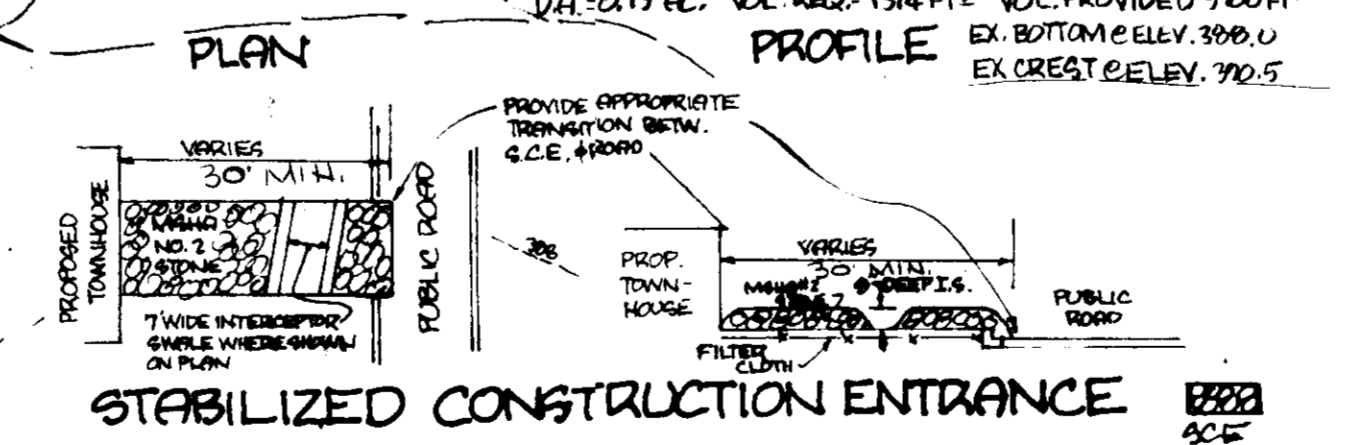 PLAN
PROFILE
EX. BOTTOM @ ELEV. 388.0
EX CREST @ ELEV. 390.5
PROVIDE APPROPRIATE
TRANSITION BETW.
S.C.E. & ROAD
VARIES
30' MIN.
PROPOSED
TOWNHOUSE
MSHA
NO. 2
STONE
PUBLIC ROAD
7' WIDE INTERCEPTOR
SWALE WHERE SHOWN
ON PLAN
388
PROP.
TOWN-
HOUSE
VARIES
30' MIN.
DEEP I.S.
PUBLIC
ROAD
FILTER
CLOTH
STABILIZED CONSTRUCTION ENTRANCE
SCE